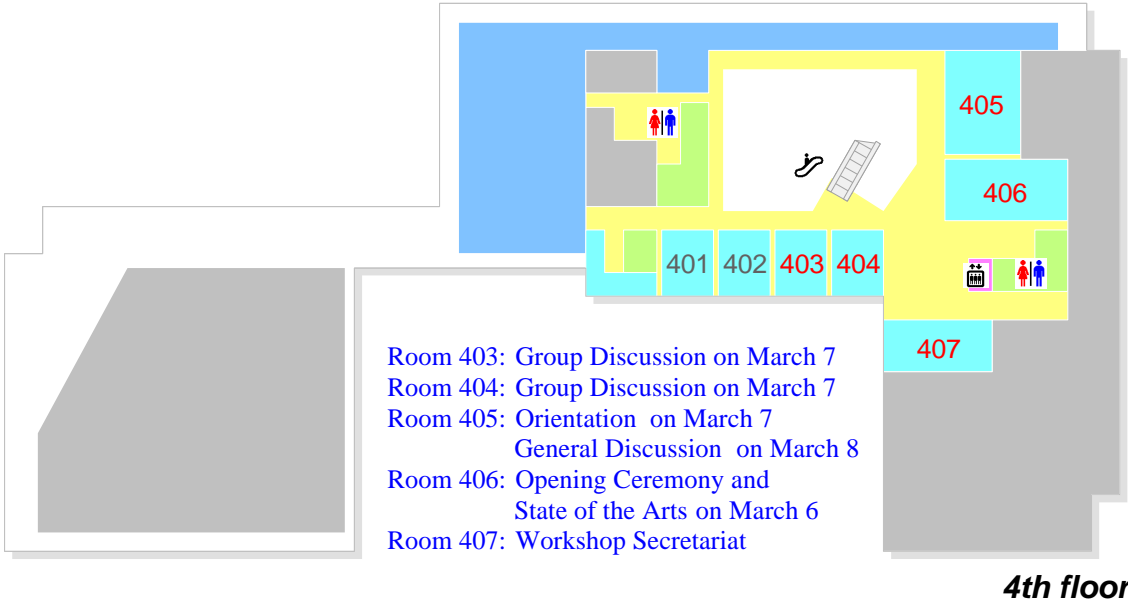 405
406
401 402 403 404
407
Room 403: Group Discussion on March 7
Room 404: Group Discussion on March 7
Room 405: Orientation on March 7
General Discussion on March 8
Room 406: Opening Ceremony and
State of the Arts on March 6
Room 407: Workshop Secretariat
4th floor